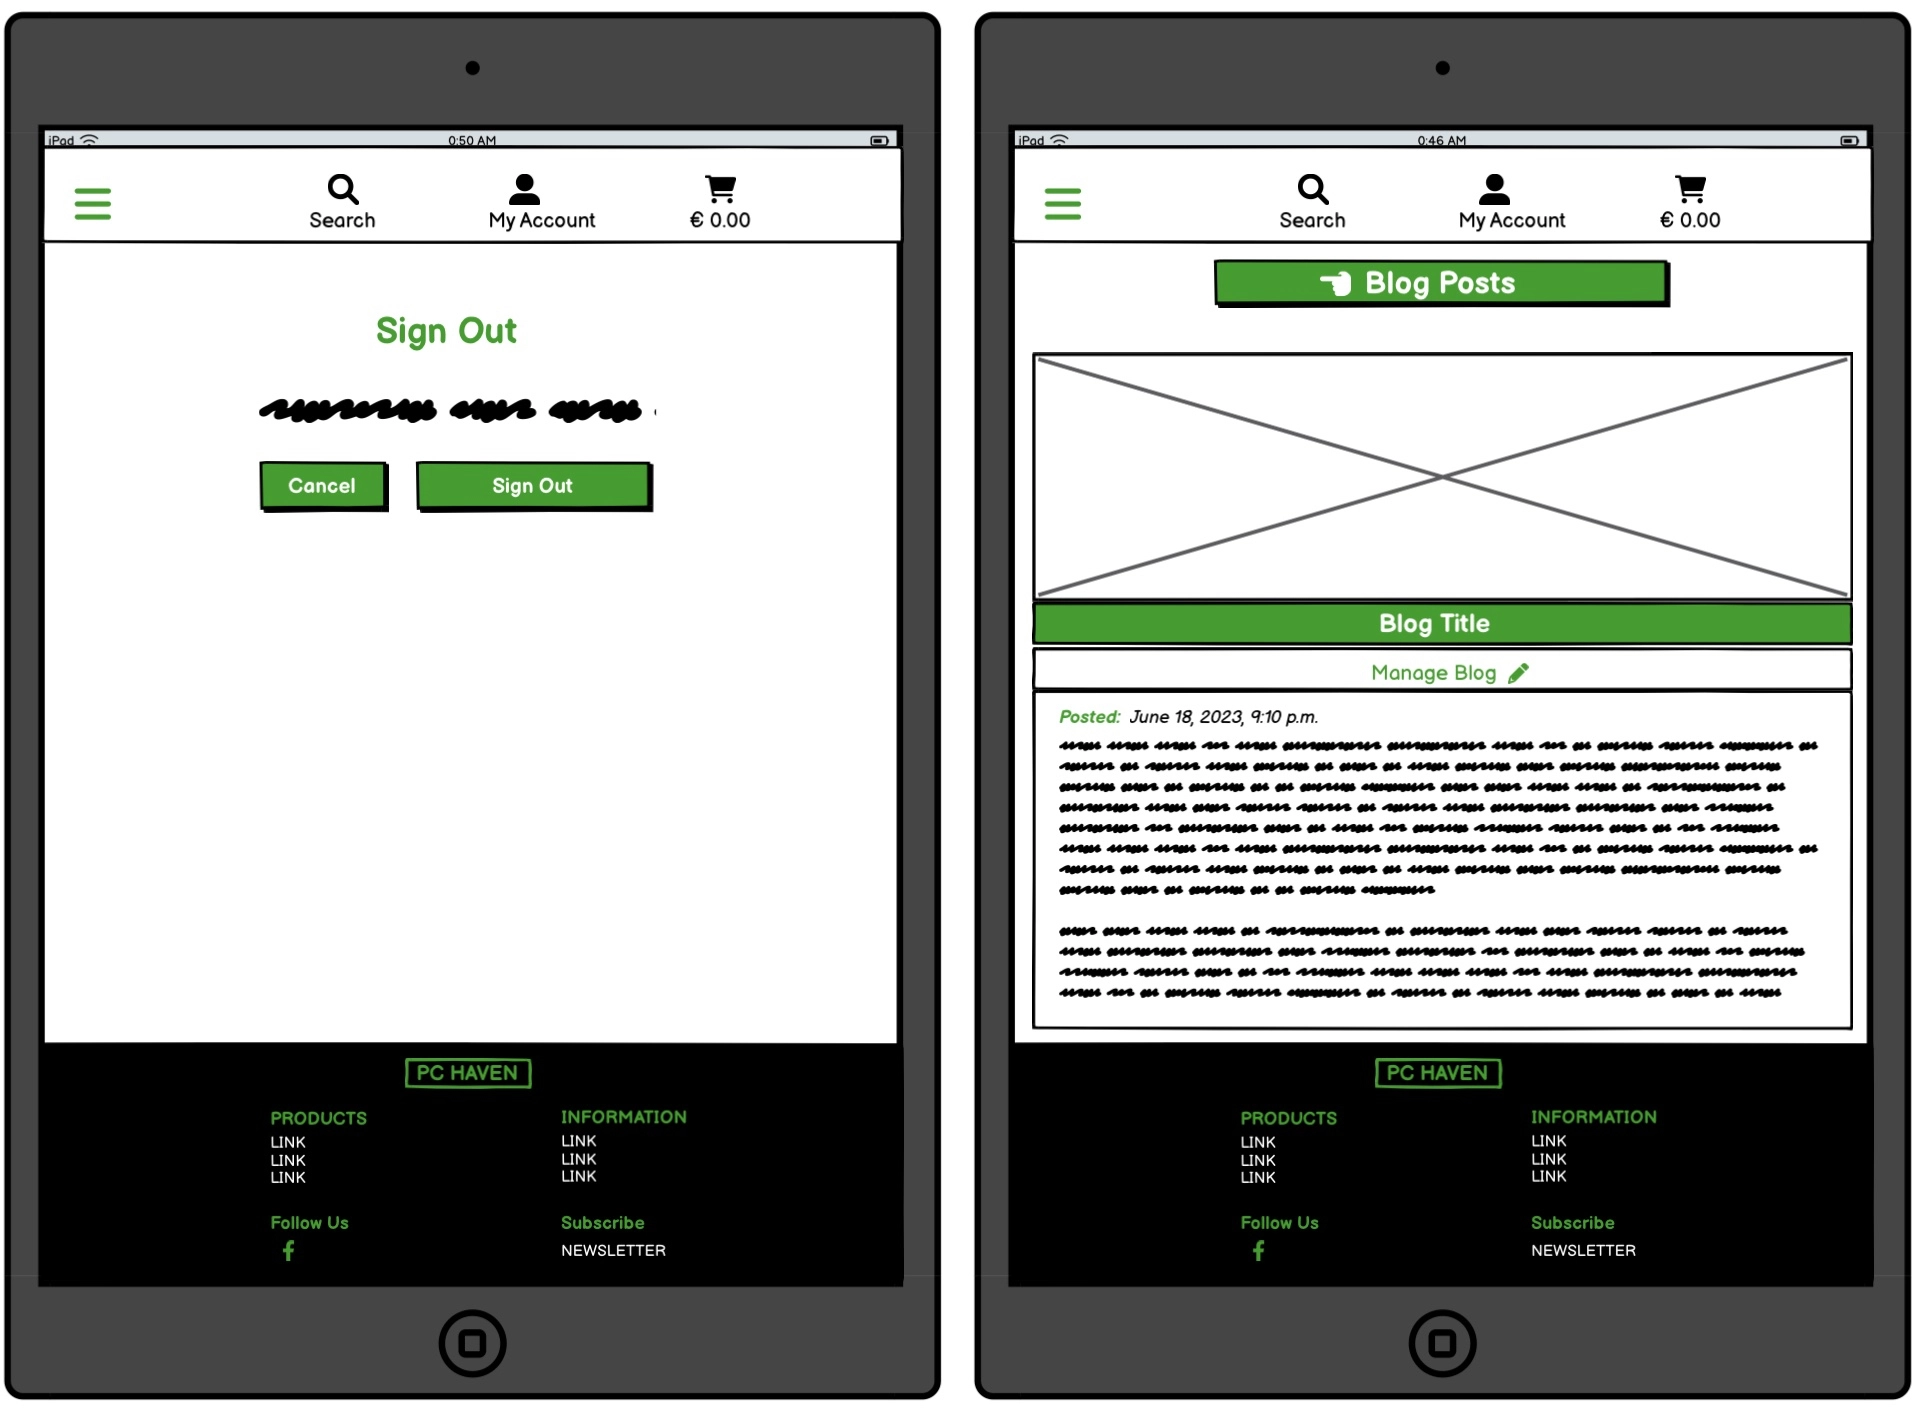 iPad 0:50 AM
Search My Account € 0.00
Sign Out
Cancel Sign Out
PC HAVEN
PRODUCTS INFORMATION
LINK LINK
LINK LINK
LINK LINK
Follow Us Subscribe
NEWSLETTER
iPad 0:46 AM
Search My Account € 0.00
Blog Posts
Blog Title
Manage Blog
Posted: June 18, 2023, 9:10 p.m.
PC HAVEN
PRODUCTS INFORMATION
LINK LINK
LINK LINK
LINK LINK
Follow Us Subscribe
NEWSLETTER